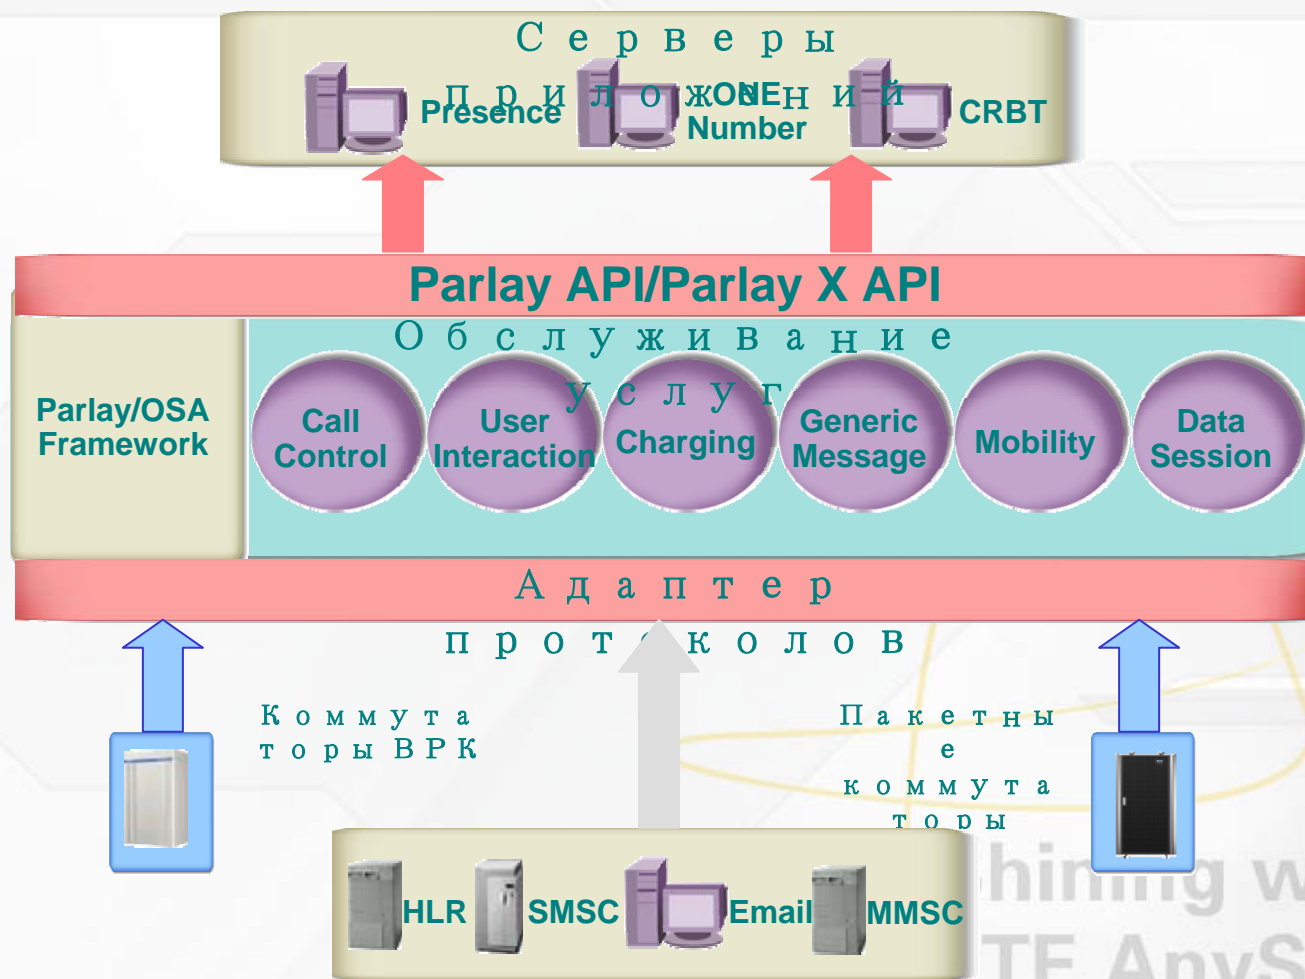 Серверы
приложений
Presence
ONE
Number
CRBT
Parlay API/Parlay X API
Обслуживание
услуг
Parlay/OSA
Framework
Call
Control
User
Interaction
Charging
Generic
Message
Mobility
Data
Session
Адаптер
протоколов
Коммута
торы ВРК
Пакетны
е
коммута
торы
HLR
SMSC
Email
MMSC